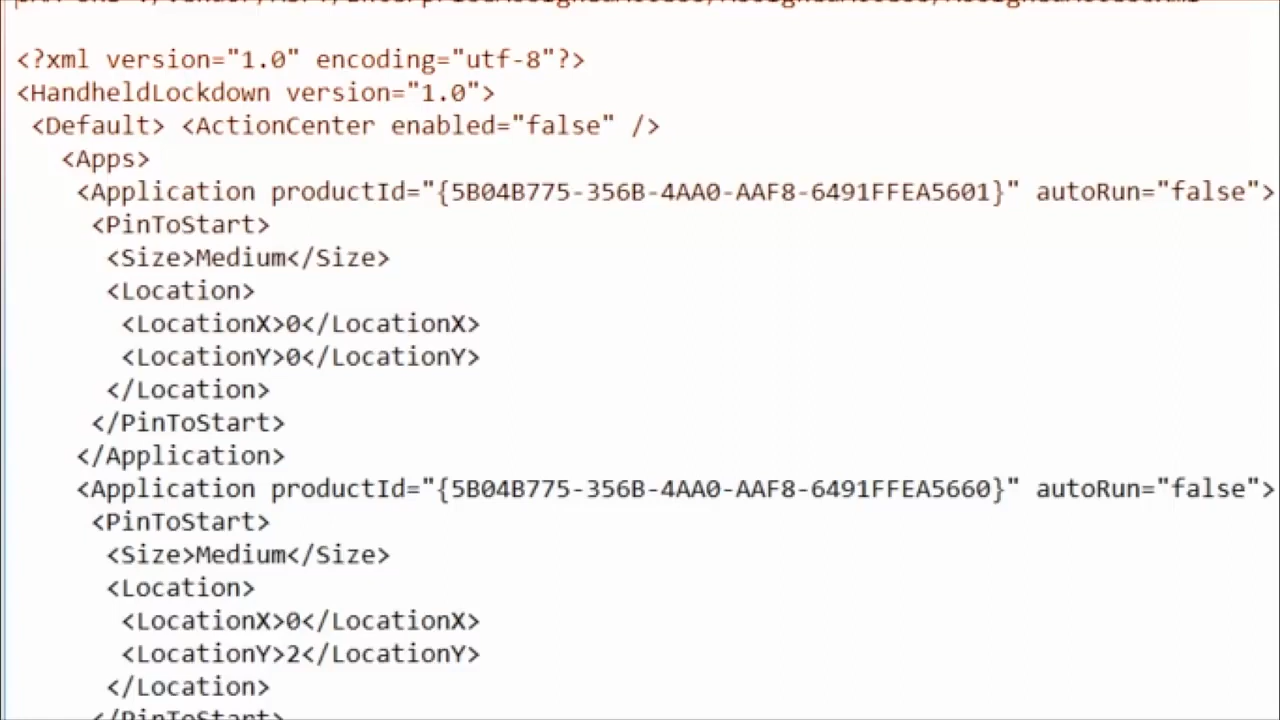 <?xml version="1.0" encoding="utf-8"?>
<HandheldLockdown version="1.0">
<Default> <ActionCenter enabled="false" />
<Apps>
<Application productId="{5B04B775-356B-4AA0-AAF8-6491FFEA5601}" autoRun="false">
<PinToStart>
<Size>Medium</Size>
<Location>
<LocationX>0</LocationX>
<LocationY>0</LocationY>
</Location>
</PinToStart>
</Application>
<Application productId="{5B04B775-356B-4AA0-AAF8-6491FFEA5660}" autoRun="false">
<PinToStart>
<Size>Medium</Size>
<Location>
<LocationX>0</LocationX>
<LocationY>2</LocationY>
</Location>
</PinToStart>